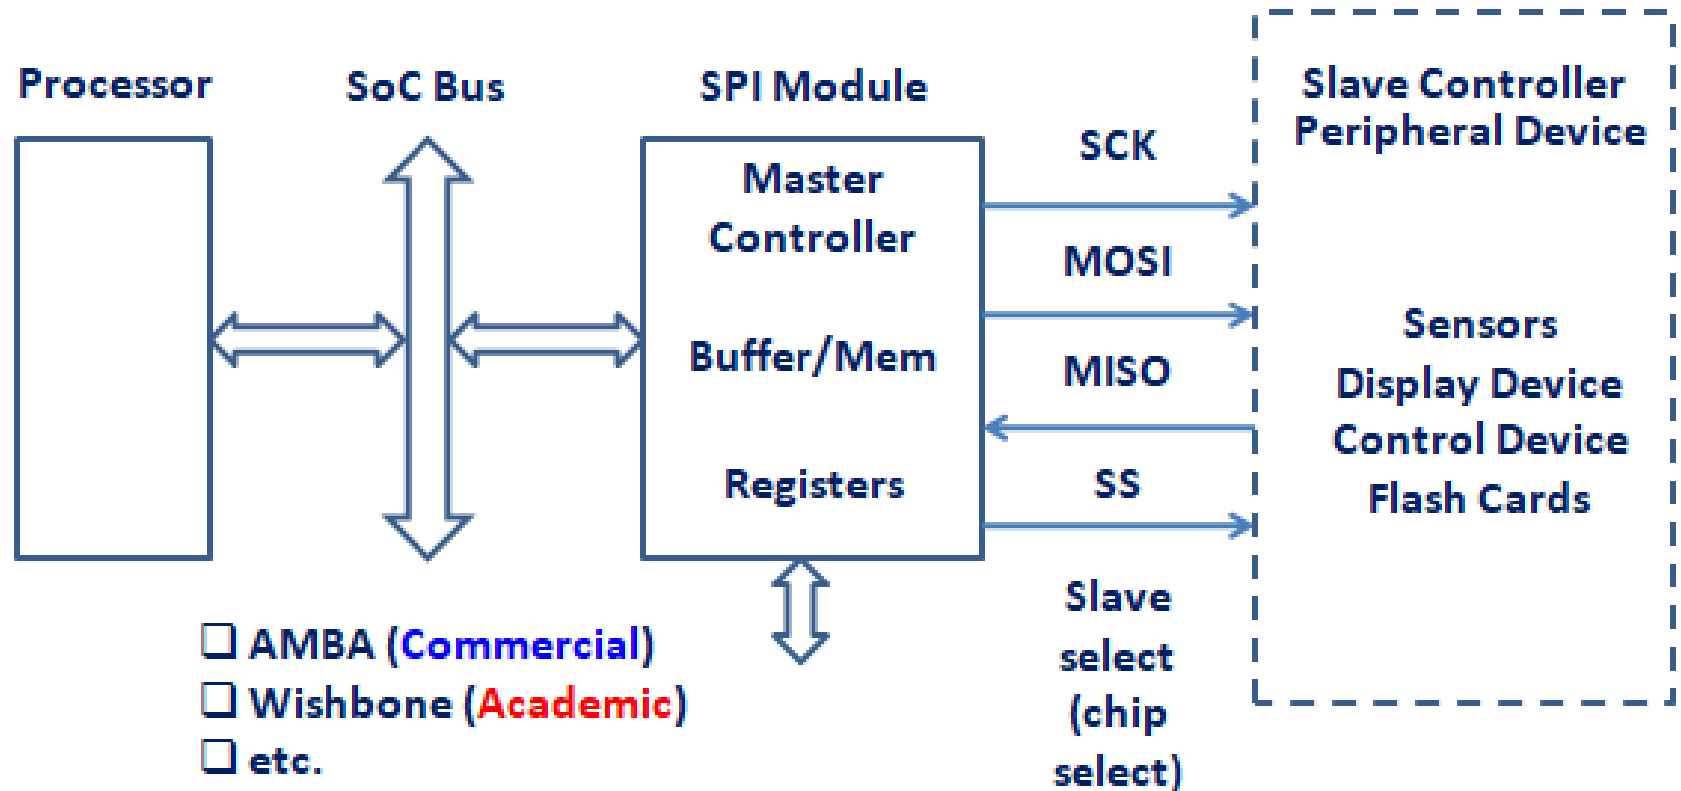 Processor
SoC Bus
SPI Module
Master
Controller
Buffer/Mem
Registers
SCK
MOSI
MISO
SS
Slave
select
(chip
select)
Slave Controller
Peripheral Device
Sensors
Display Device
Control Device
Flash Cards
❑ AMBA (Commercial)
❑ Wishbone (Academic)
❑ etc.